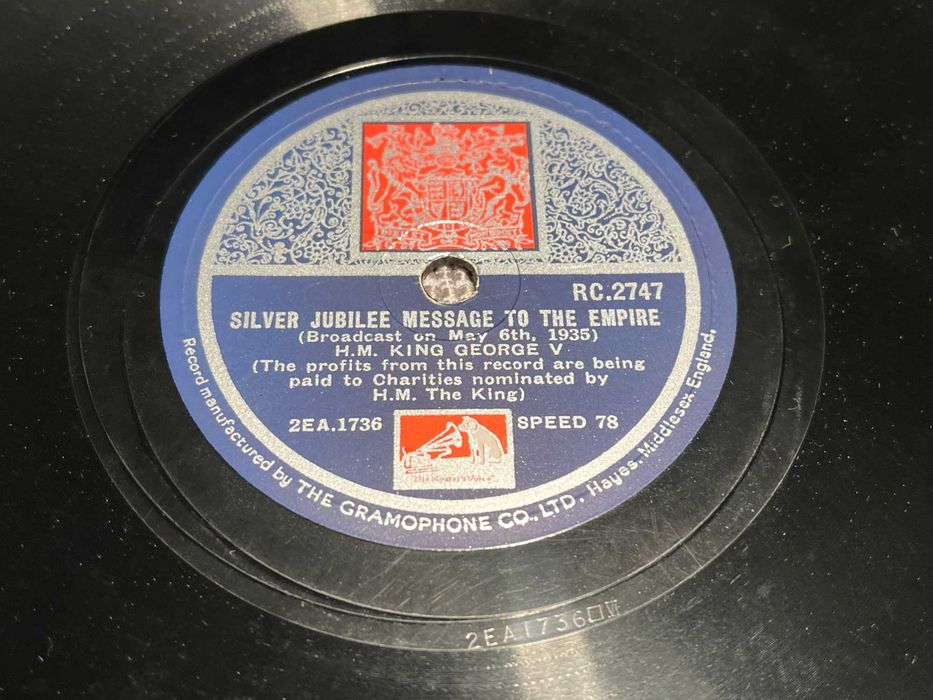 RC.2747
SILVER JUBILEE MESSAGE TO THE EMPIRE
(Broadcast on May 6th, 1935)
H.M. KING GEORGE V
(The profits from this record are being
paid to Charities nominated by
H.M. The King)
2EA.1736
SPEED 78
"His Master's Voice"
Record manufactured by THE GRAMOPHONE CO., LTD. Hayes, Middlesex, England.
2EA1736□VI